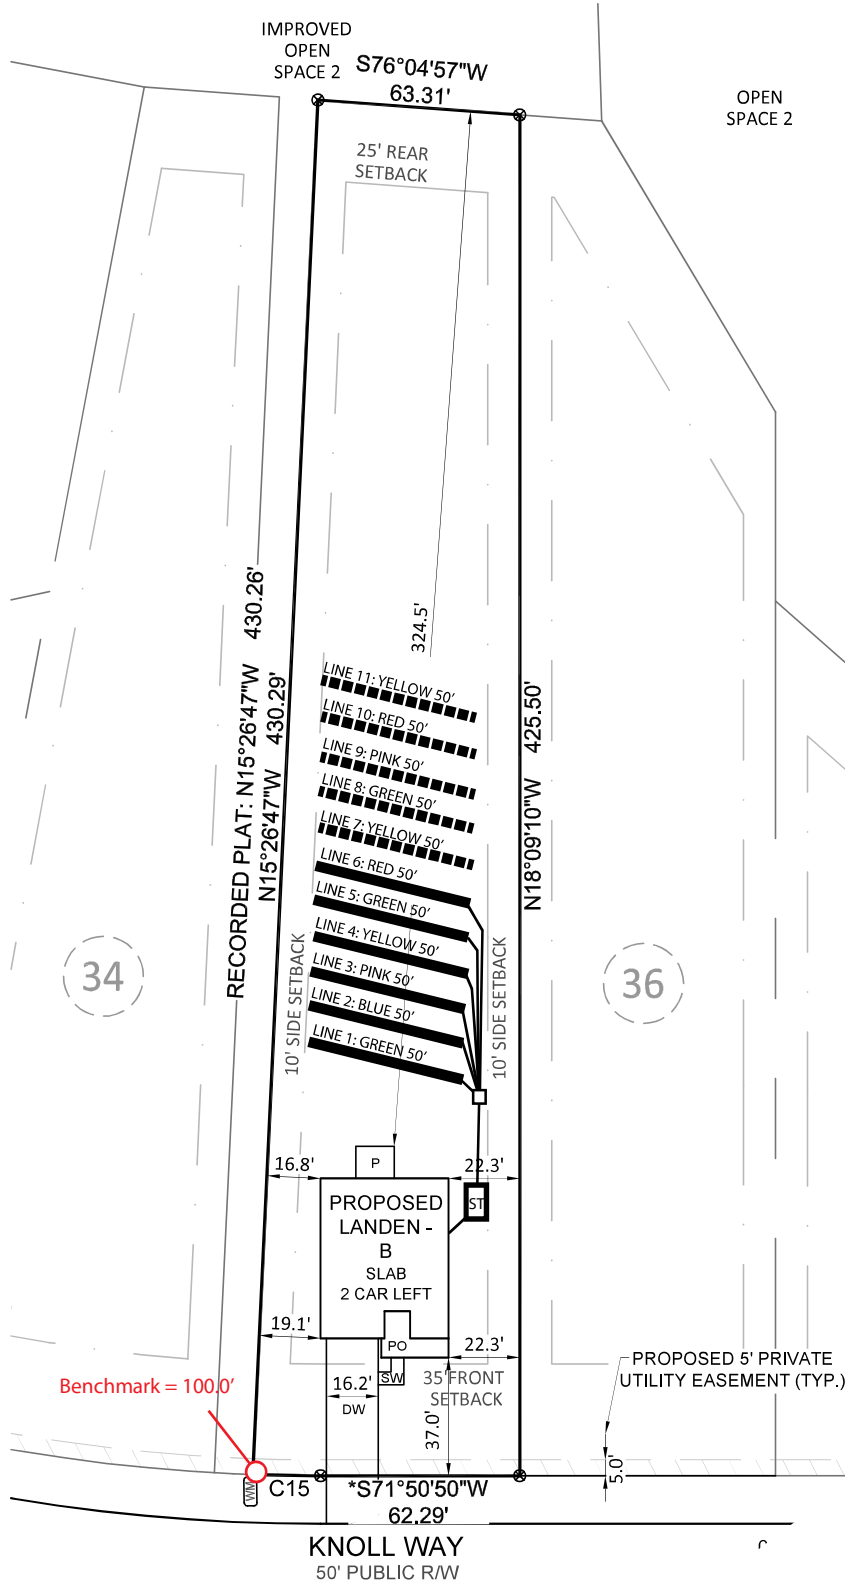 IMPROVED
OPEN
SPACE 2
S76°04'57"W
63.31'
OPEN
SPACE 2
25' REAR
SETBACK
324.5'
RECORDED PLAT: N15°26'47"W 430.26'
N15°26'47"W 430.29'
N18°09'10"W 425.50'
LINE 11: YELLOW 50'
LINE 10: RED 50'
LINE 9: PINK 50'
LINE 8: GREEN 50'
LINE 7: YELLOW 50'
LINE 6: RED 50'
LINE 5: GREEN 50'
LINE 4: YELLOW 50'
LINE 3: PINK 50'
LINE 2: BLUE 50'
LINE 1: GREEN 50'
34
36
10' SIDE SETBACK
10' SIDE SETBACK
16.8'
P
22.3'
PROPOSED
LANDEN -
B
SLAB
2 CAR LEFT
ST
19.1'
PO
22.3'
SW
16.2'
DW
35' FRONT
SETBACK
37.0'
PROPOSED 5' PRIVATE
UTILITY EASEMENT (TYP.)
5.0'
Benchmark = 100.0'
WM
C15
*S71°50'50"W
62.29'
KNOLL WAY
50' PUBLIC R/W